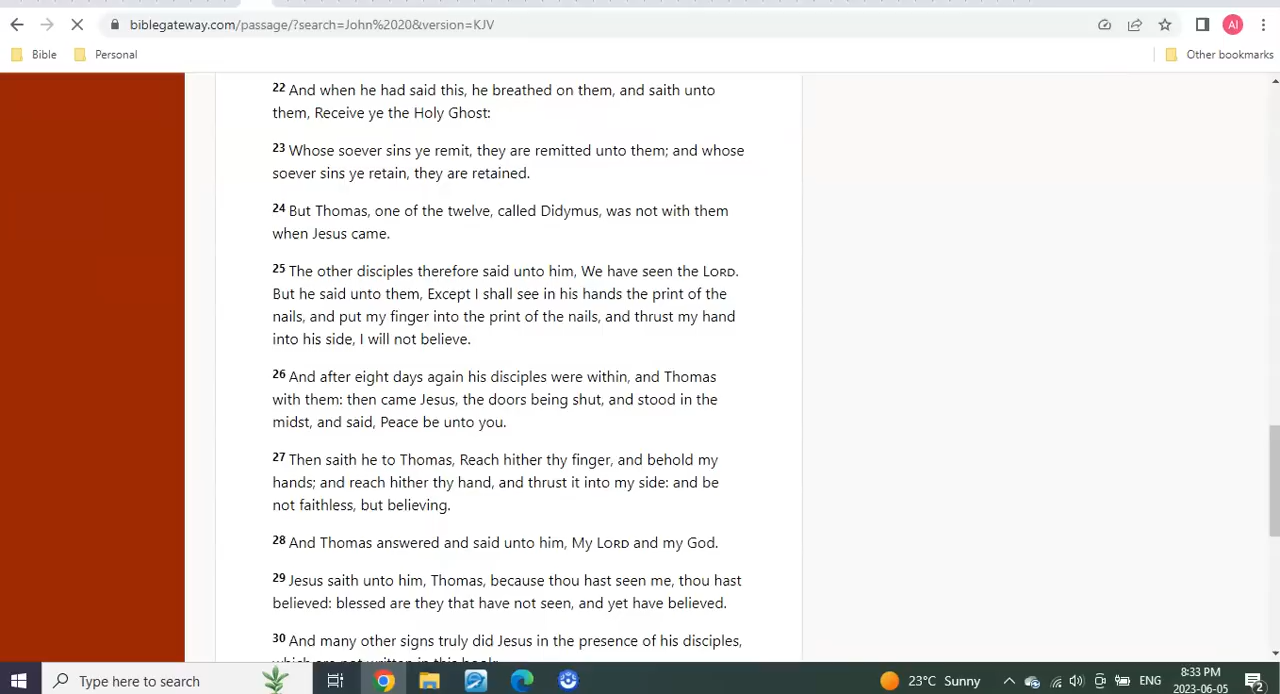 biblegateway.com/passage/?search=John%2020&version=KJV
AI
Bible
Personal
Other bookmarks
22 And when he had said this, he breathed on them, and saith unto
them, Receive ye the Holy Ghost:
23 Whose soever sins ye remit, they are remitted unto them; and whose
soever sins ye retain, they are retained.
24 But Thomas, one of the twelve, called Didymus, was not with them
when Jesus came.
25 The other disciples therefore said unto him, We have seen the LORD.
But he said unto them, Except I shall see in his hands the print of the
nails, and put my finger into the print of the nails, and thrust my hand
into his side, I will not believe.
26 And after eight days again his disciples were within, and Thomas
with them: then came Jesus, the doors being shut, and stood in the
midst, and said, Peace be unto you.
27 Then saith he to Thomas, Reach hither thy finger, and behold my
hands; and reach hither thy hand, and thrust it into my side: and be
not faithless, but believing.
28 And Thomas answered and said unto him, My LORD and my God.
29 Jesus saith unto him, Thomas, because thou hast seen me, thou hast
believed: blessed are they that have not seen, and yet have believed.
30 And many other signs truly did Jesus in the presence of his disciples,
which are not written in this book
Type here to search
23°C Sunny
ENG
8:33 PM
2023-06-05
2